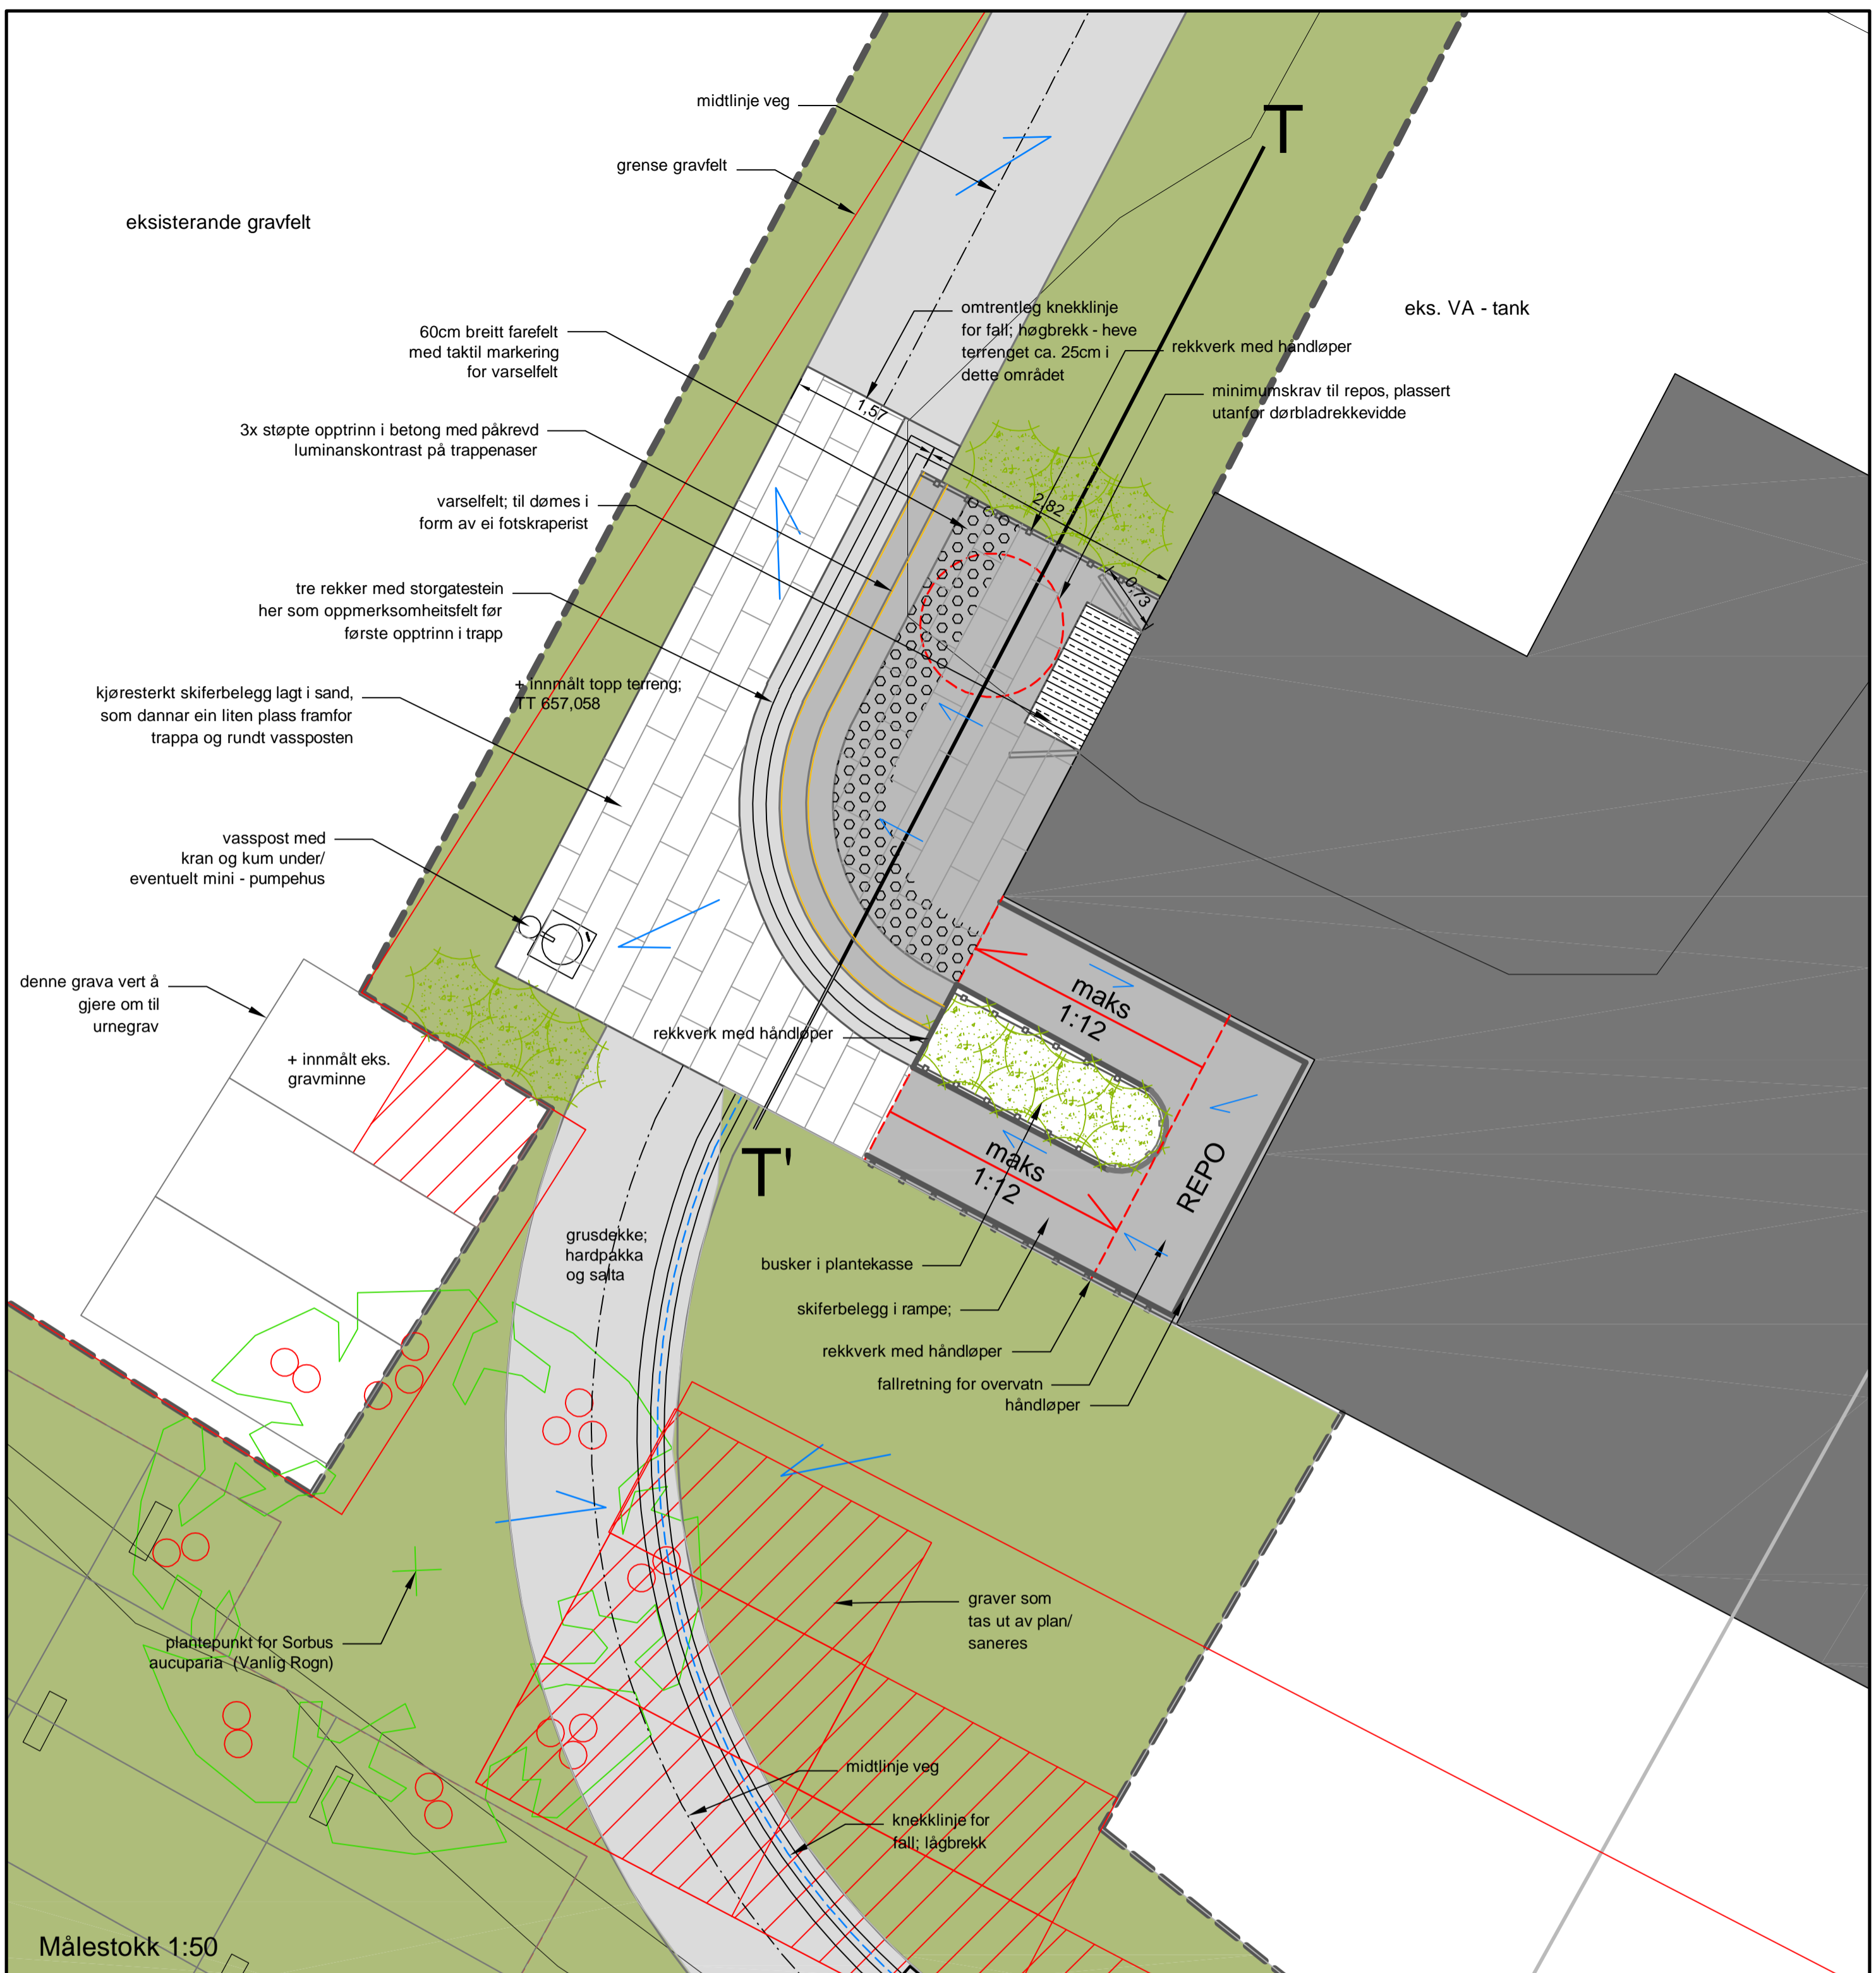 midtlinje veg
T
grense gravfelt
eksisterande gravfelt
eks. VA - tank
omtrentleg knekklinje
for fall; høgbrekk - heve
terrenget ca. 25cm i
dette området
rekkverk med håndløper
60cm breitt farefelt
med taktil markering
for varselfelt
minimumskrav til repos, plassert
utanfor dørbladrekkevidde
1,57
3x støpte opptrinn i betong med påkrevd
luminanskontrast på trappenaser
2,82
varselfelt; til dømes i
form av ei fotskraperist
0,73
tre rekker med storgatestein
her som oppmerksomheitsfelt før
første opptrinn i trapp
+ innmålt topp terreng;
TT 657,058
kjøresterkt skiferbelegg lagt i sand,
som dannar ein liten plass framfor
trappa og rundt vassposten
vasspost med
kran og kum under/
eventuelt mini - pumpehus
denne grava vert å
gjere om til
urnegrav
rekkverk med håndløper
maks
1:12
+ innmålt eks.
gravminne
T'
maks
1:12
REPO
grusdekke;
hardpakka
og salta
busker i plantekasse
skiferbelegg i rampe;
rekkverk med håndløper
fallretning for overvatn
håndløper
graver som
tas ut av plan/
saneres
plantepunkt for Sorbus
aucuparia (Vanlig Rogn)
midtlinje veg
knekklinje for
fall; lågbrekk
Målestokk 1:50